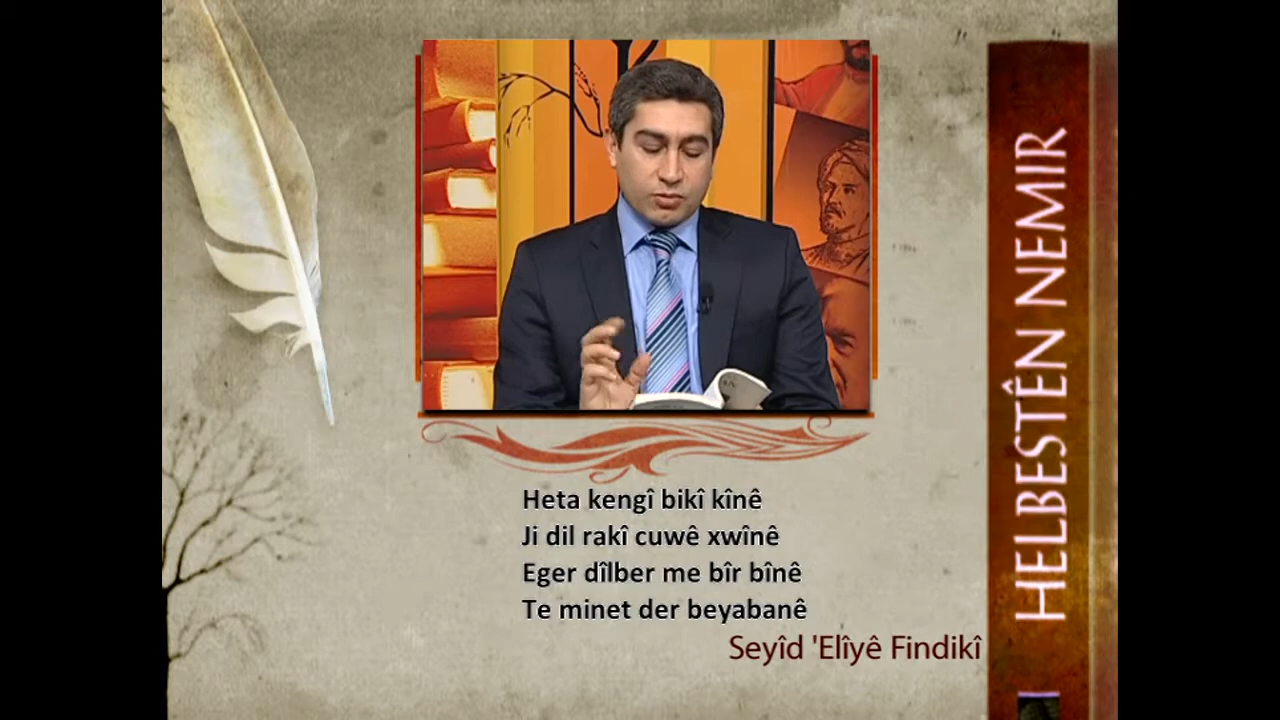 Heta kengî bikî kînê
Ji dil rakî cuwê xwînê
Eger dîlber me bîr bînê
Te minet der beyabanê
Seyîd 'Elîyê Findikî
HELBESTÊN NEMIR